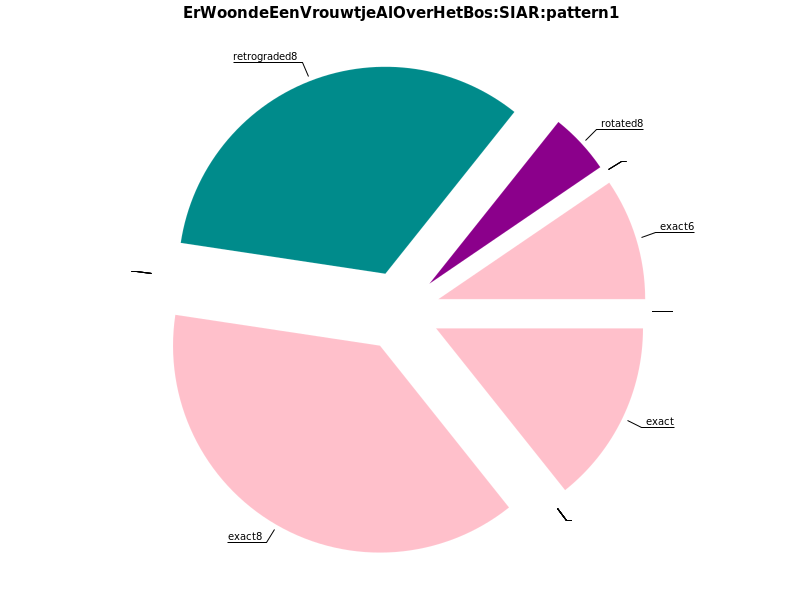 ErWoondeEenVrouwtjeAlOverHetBos:SIAR:pattern1
retrograded8
rotated8
exact6
exact
exact8